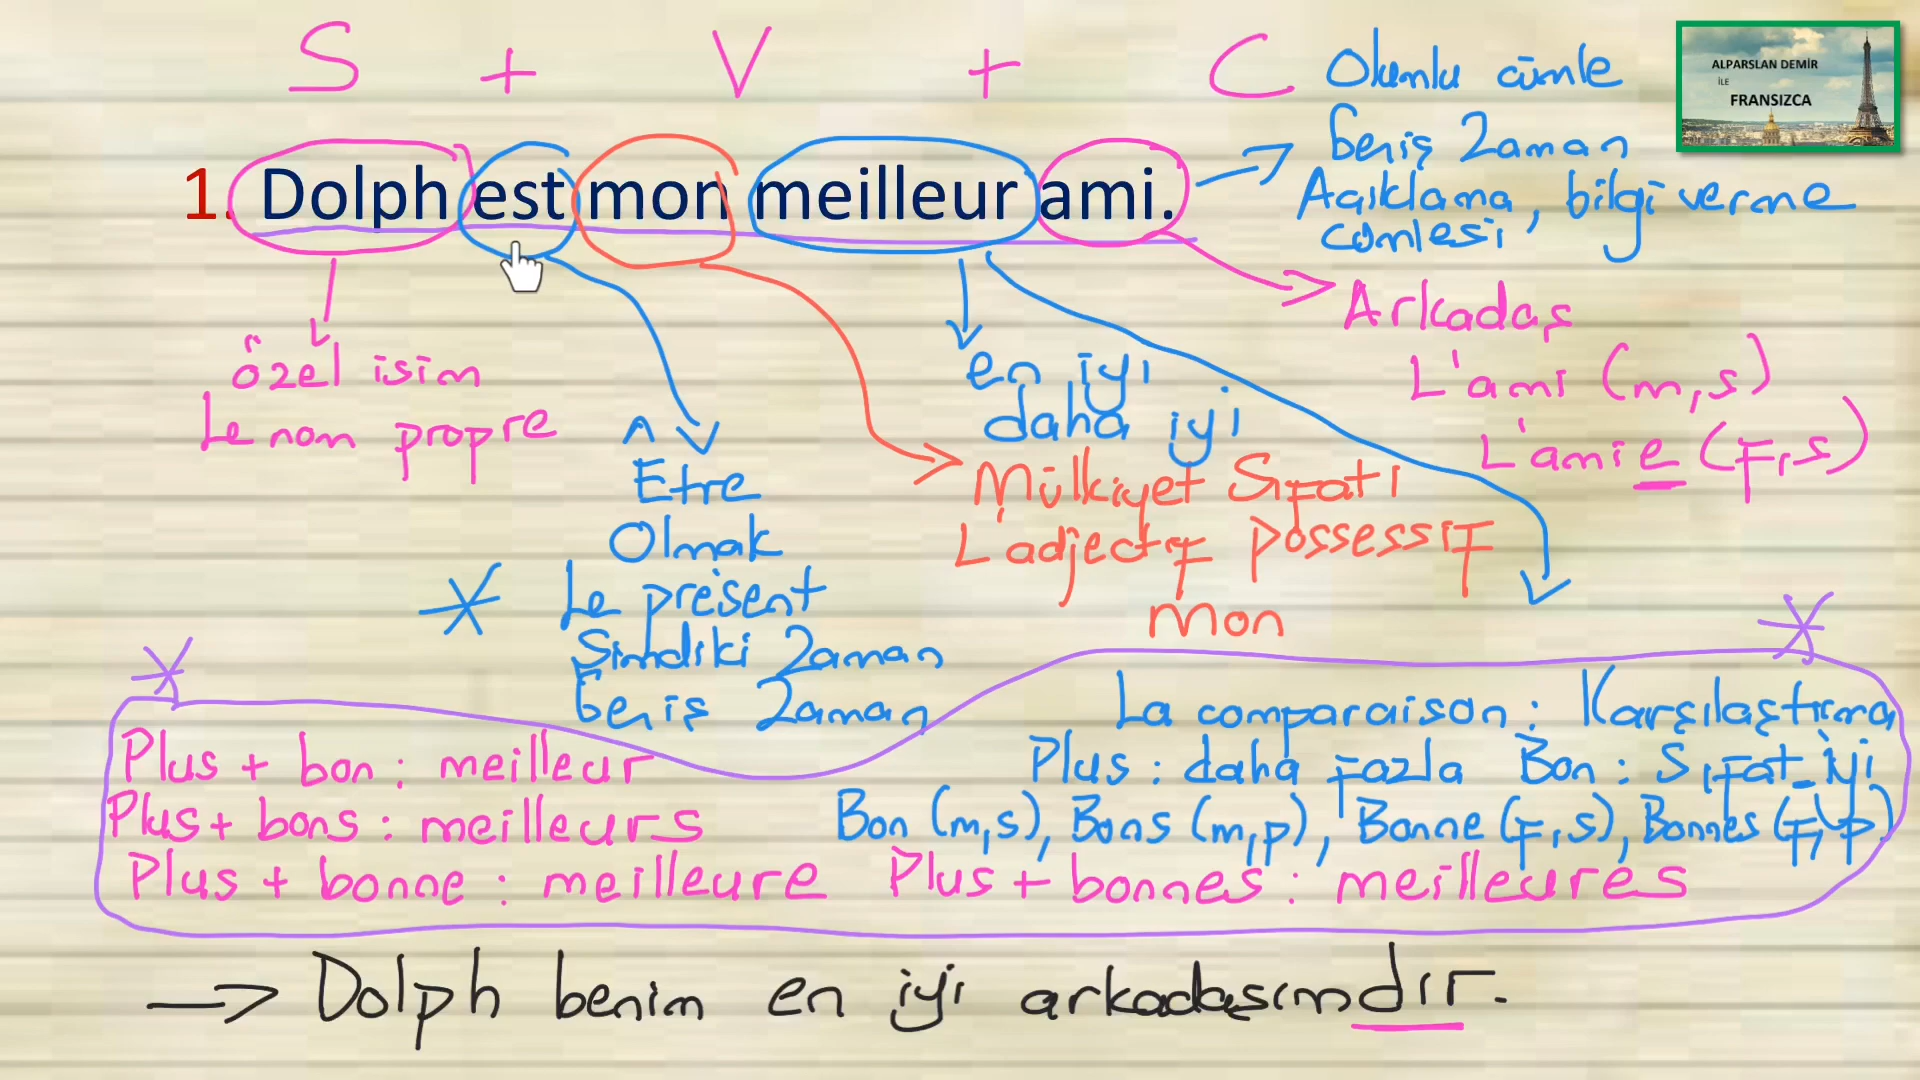 S + V + C
Olumlu cümle
Geniş Zaman
Açıklama, bilgi verme
cümlesi
ALPARSLAN DEMİR
İLE
FRANSIZCA
1. Dolph est mon meilleur ami.
özel isim
Le nom propre
Être
Olmak
Le présent
Şimdiki Zaman
Geniş Zaman
en iyi
daha iyi
Mülkiyet Sıfatı
L'adjectif possessif
mon
Arkadaş
L'ami (m,s)
L'amie (f,s)
La comparaison : Karşılaştırma
Plus : daha fazla Bon : Sıfat_iyi
Bon (m,s), Bons (m,p), Bonne (f,s), Bonnes (f,p)
Plus + bon : meilleur
Plus + bons : meilleurs
Plus + bonne : meilleure Plus + bonnes : meilleures
→ Dolph benim en iyi arkadaşımdır.